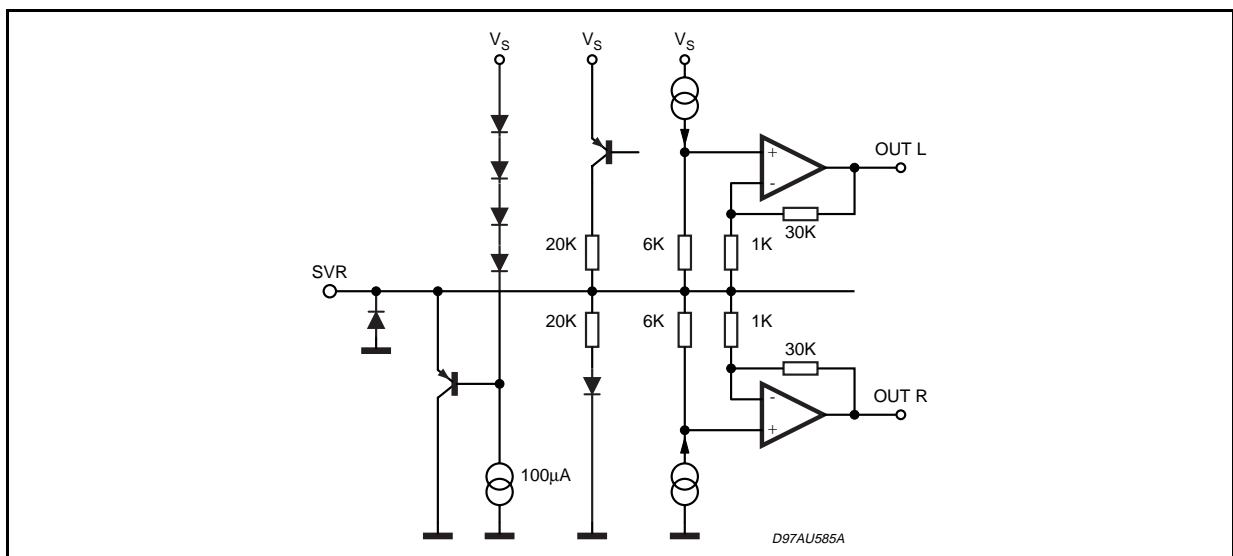 VS VS VS
+
-
OUT L
30K
20K 6K 1K
SVR
20K 6K 1K
30K
-
+
OUT R
100μA
D97AU585A